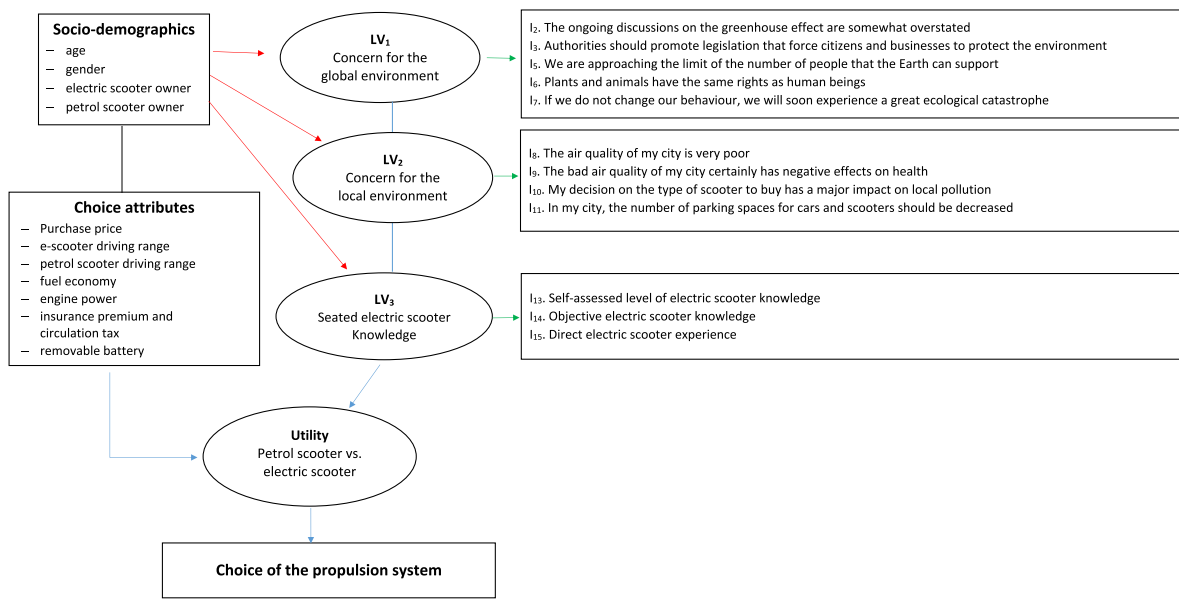 Socio-demographics
– age
– gender
– electric scooter owner
– petrol scooter owner
LV1
Concern for the
global environment
I2. The ongoing discussions on the greenhouse effect are somewhat overstated
I3. Authorities should promote legislation that force citizens and businesses to protect the environment
I5. We are approaching the limit of the number of people that the Earth can support
I6. Plants and animals have the same rights as human beings
I7. If we do not change our behaviour, we will soon experience a great ecological catastrophe
LV2
Concern for the
local environment
I8. The air quality of my city is very poor
I9. The bad air quality of my city certainly has negative effects on health
I10. My decision on the type of scooter to buy has a major impact on local pollution
I11. In my city, the number of parking spaces for cars and scooters should be decreased
Choice attributes
– Purchase price
– e-scooter driving range
– petrol scooter driving range
– fuel economy
– engine power
– insurance premium and
circulation tax
– removable battery
LV3
Seated electric scooter
Knowledge
I13. Self-assessed level of electric scooter knowledge
I14. Objective electric scooter knowledge
I15. Direct electric scooter experience
Utility
Petrol scooter vs.
electric scooter
Choice of the propulsion system